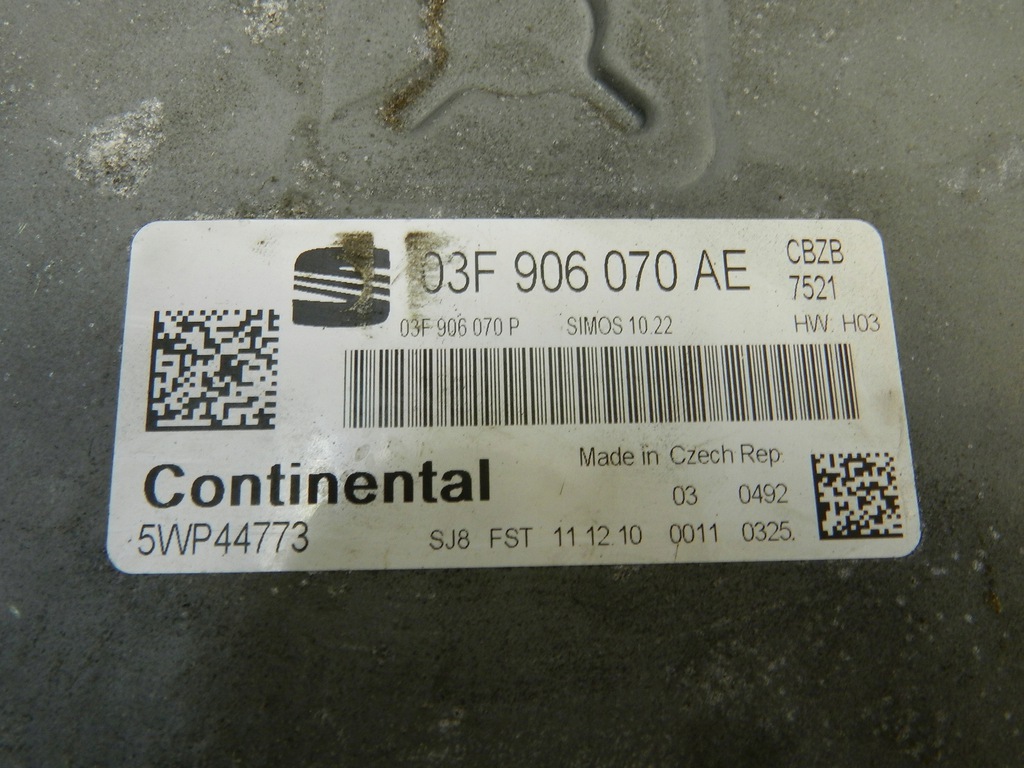 03F 906 070 AE
CBZB
7521
03F 906 070 P SIMOS 10.22 HW: H03
Made in Czech Rep
Continental
03 0492
5WP44773 SJ8 FST 11.12.10 0011 0325.